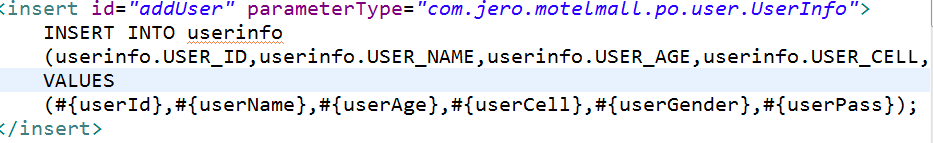 <insert id="addUser" parameterType="com.jero.motelmall.po.user.UserInfo">
INSERT INTO userinfo
(userinfo.USER_ID,userinfo.USER_NAME,userinfo.USER_AGE,userinfo.USER_CELL,
VALUES
(#{userId},#{userName},#{userAge},#{userCell},#{userGender},#{userPass});
</insert>